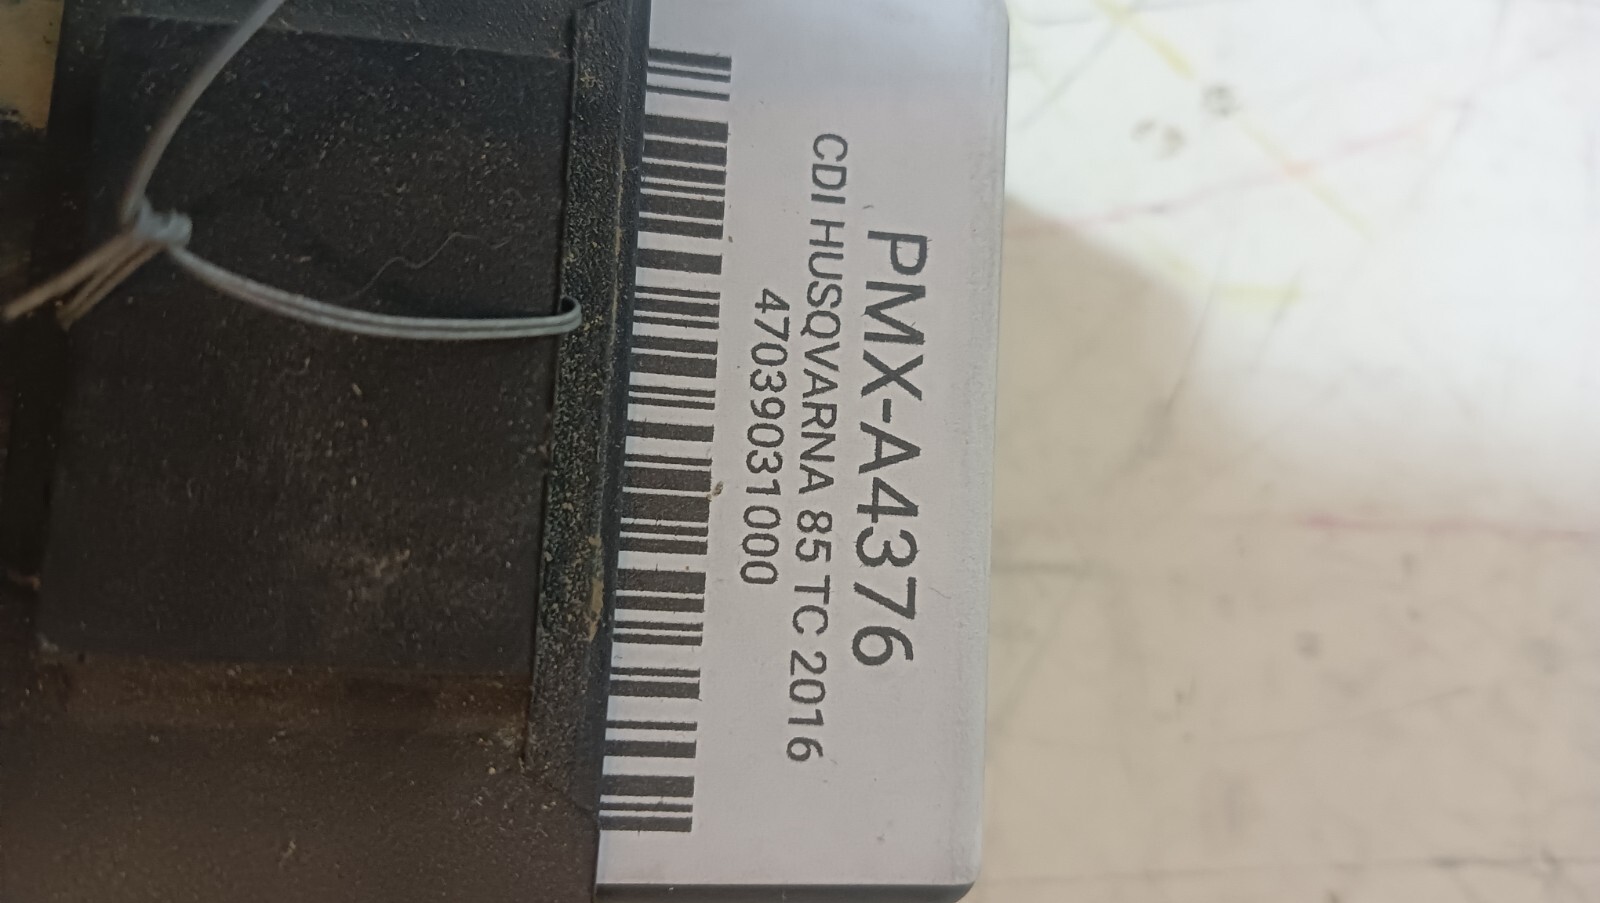 PMX-A4376
CDI HUSQVARNA 85 TC 2016
47039031000